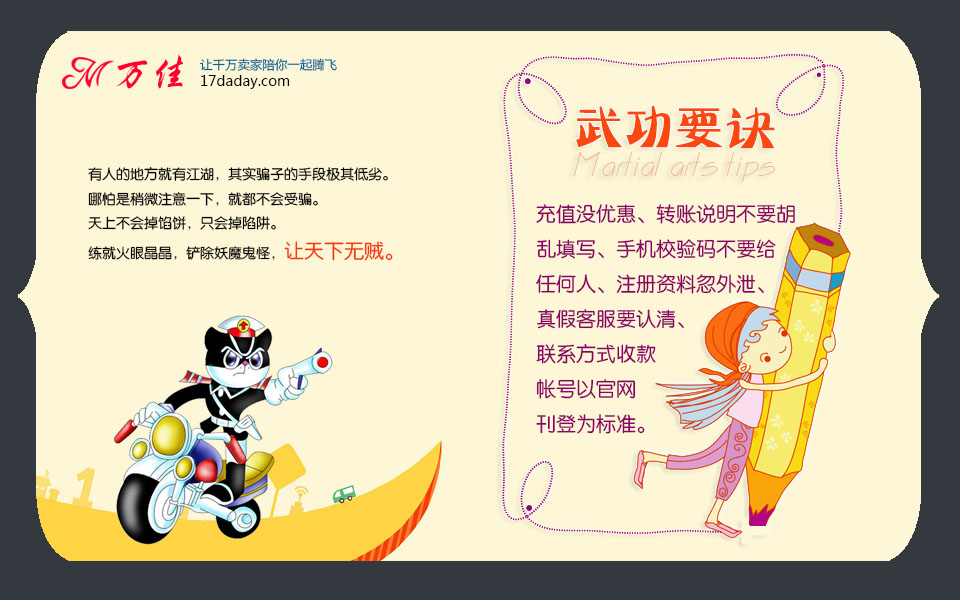 M 万佳
让千万卖家陪你一起腾飞
17daday.com
有人的地方就有江湖，其实骗子的手段极其低劣。
哪怕是稍微注意一下，就都不会受骗。
天上不会掉馅饼，只会掉陷阱。
练就火眼晶晶，铲除妖魔鬼怪，让天下无贼。
1
武功要诀
Martial arts tips
充值没优惠、转账说明不要胡
乱填写、手机校验码不要给
任何人、注册资料忽外泄、
真假客服要认清、
联系方式收款
帐号以官网
刊登为标准。